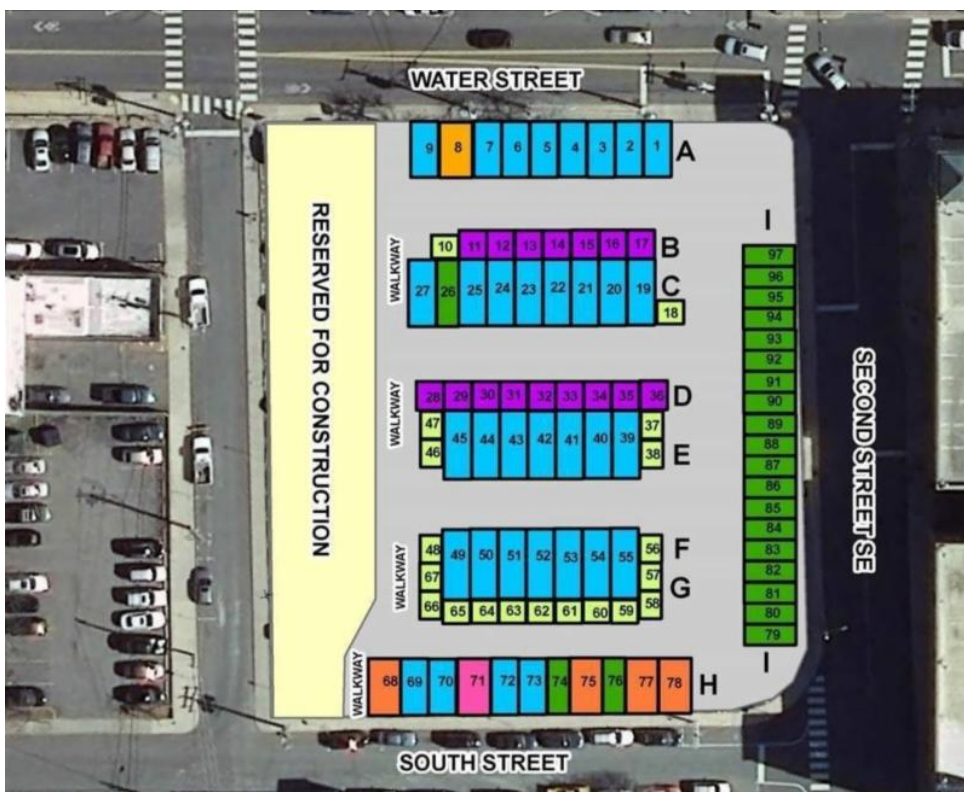 WATER STREET
9 8 7 6 5 4 3 2 1 A
RESERVED FOR CONSTRUCTION
WALKWAY
10 11 12 13 14 15 16 17 B
27 26 25 24 23 22 21 20 19 C
18
WALKWAY
28 29 30 31 32 33 34 35 36 D
47 37
45 44 43 42 41 40 39
46 38 E
WALKWAY
48 56 F
49 50 51 52 53 54 55
67 57 G
66 65 64 63 62 61 60 59 58
WALKWAY
68 69 70 71 72 73 74 75 76 77 78 H
I
97
96
95
94
93
92
91
90
89
88
87
86
85
84
83
82
81
80
79
I
SECOND STREET SE
SOUTH STREET